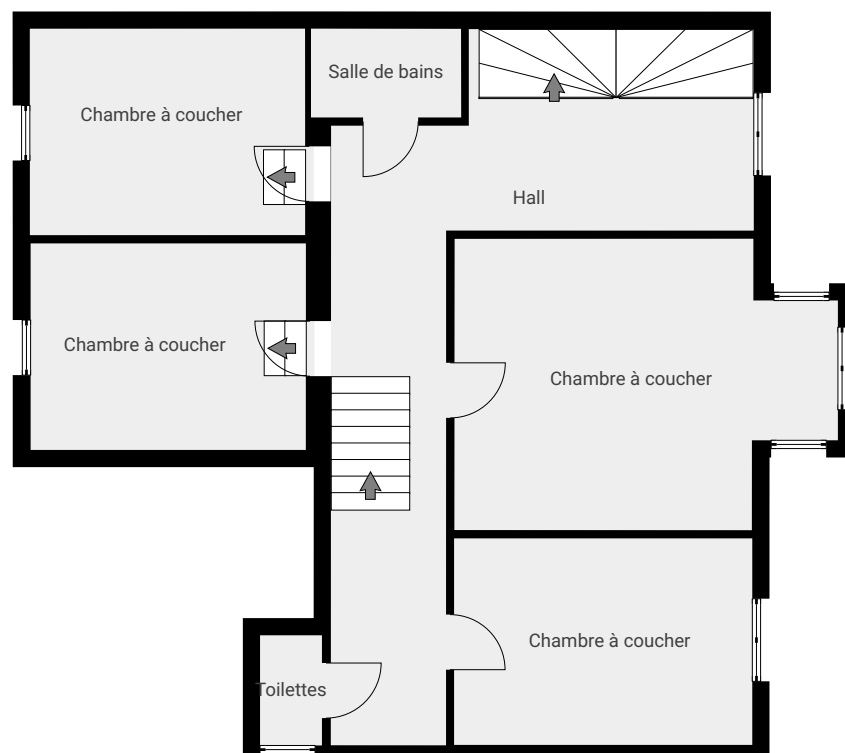 Salle de bains
Chambre à coucher
Hall
Chambre à coucher
Chambre à coucher
Chambre à coucher
Toilettes